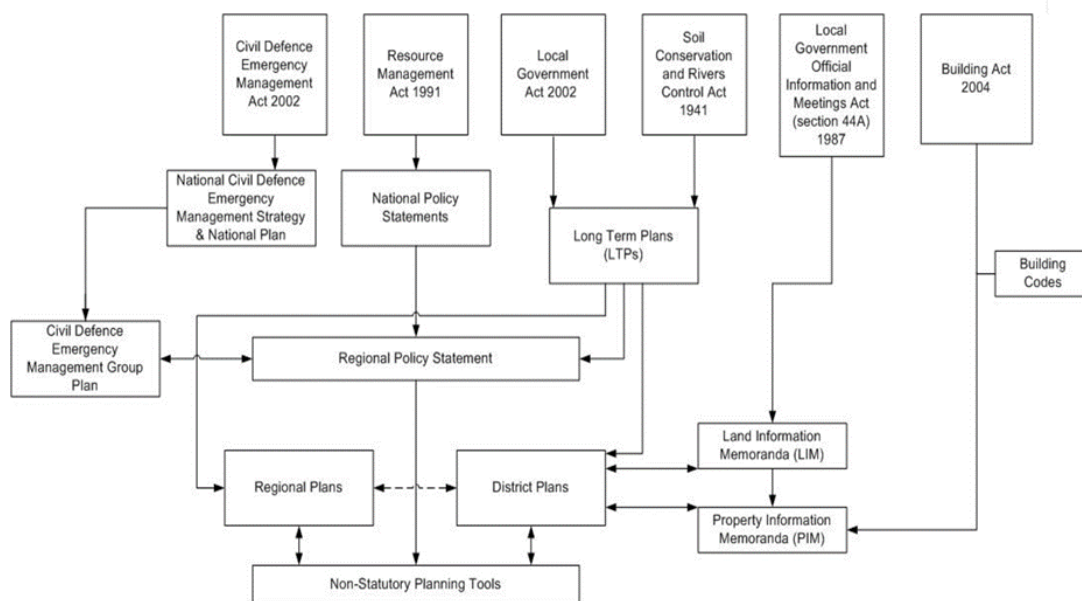 Civil Defence
Emergency
Management
Act 2002
Resource
Management
Act 1991
Local
Government
Act 2002
Soil
Conservation
and Rivers
Control Act
1941
Local
Government
Official
Information and
Meetings Act
(section 44A)
1987
Building Act
2004
National Civil Defence
Emergency
Management Strategy
& National Plan
National Policy
Statements
Long Term Plans
(LTPs)
Building
Codes
Civil Defence
Emergency
Management Group
Plan
Regional Policy Statement
Land Information
Memoranda (LIM)
Regional Plans
District Plans
Property Information
Memoranda (PIM)
Non-Statutory Planning Tools